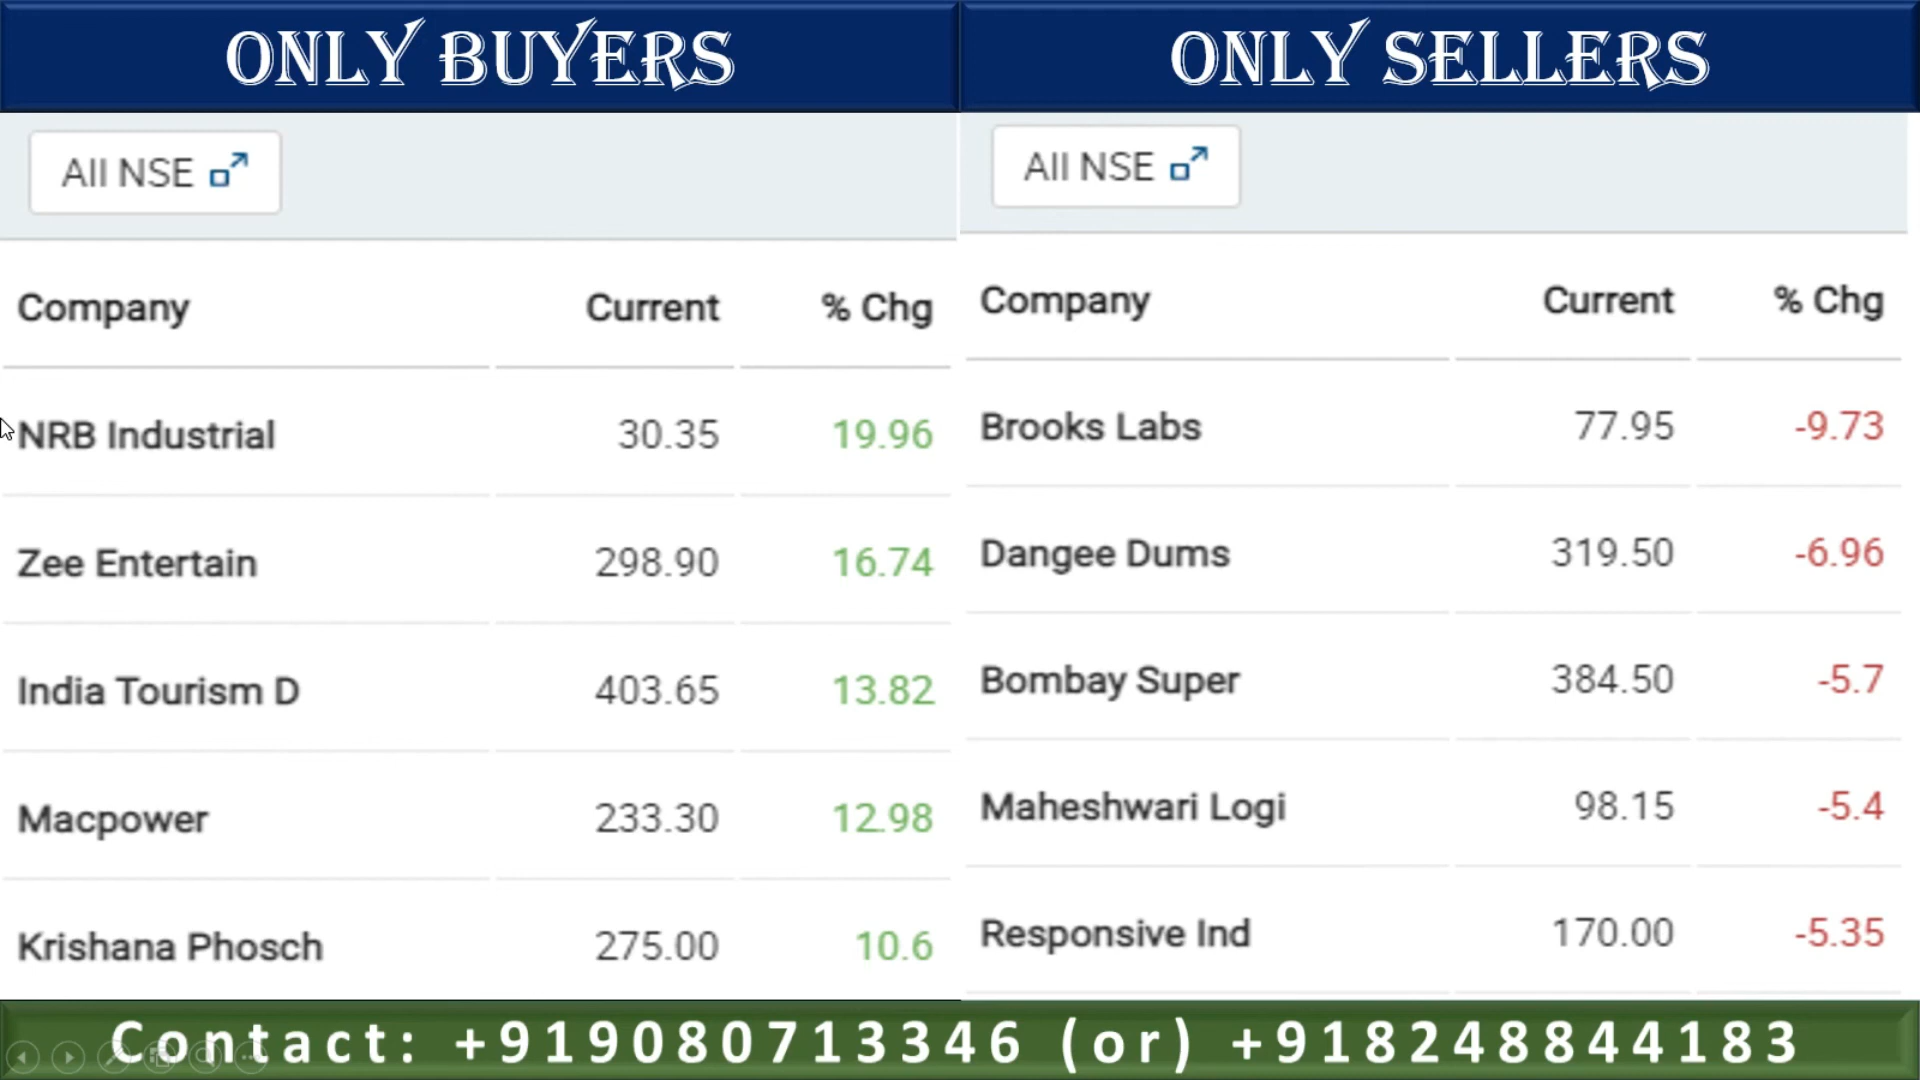 ONLY BUYERS
All NSE
Company Current % Chg
NRB Industrial 30.35 19.96
Zee Entertain 298.90 16.74
India Tourism D 403.65 13.82
Macpower 233.30 12.98
Krishana Phosch 275.00 10.6
ONLY SELLERS
All NSE
Company Current % Chg
Brooks Labs 77.95 -9.73
Dangee Dums 319.50 -6.96
Bombay Super 384.50 -5.7
Maheshwari Logi 98.15 -5.4
Responsive Ind 170.00 -5.35
Contact: +919080713346 (or) +918248844183